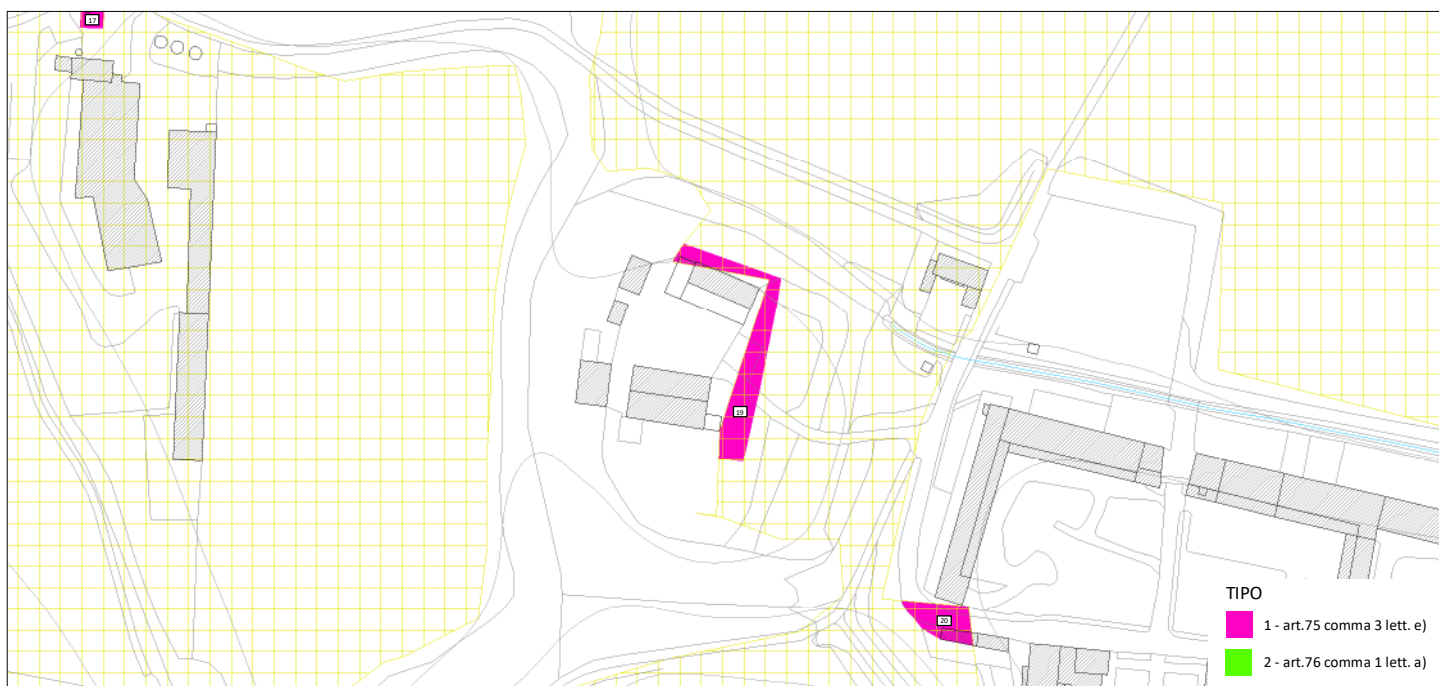 17
19
20
TIPO
1 - art.75 comma 3 lett. e)
2 - art.76 comma 1 lett. a)